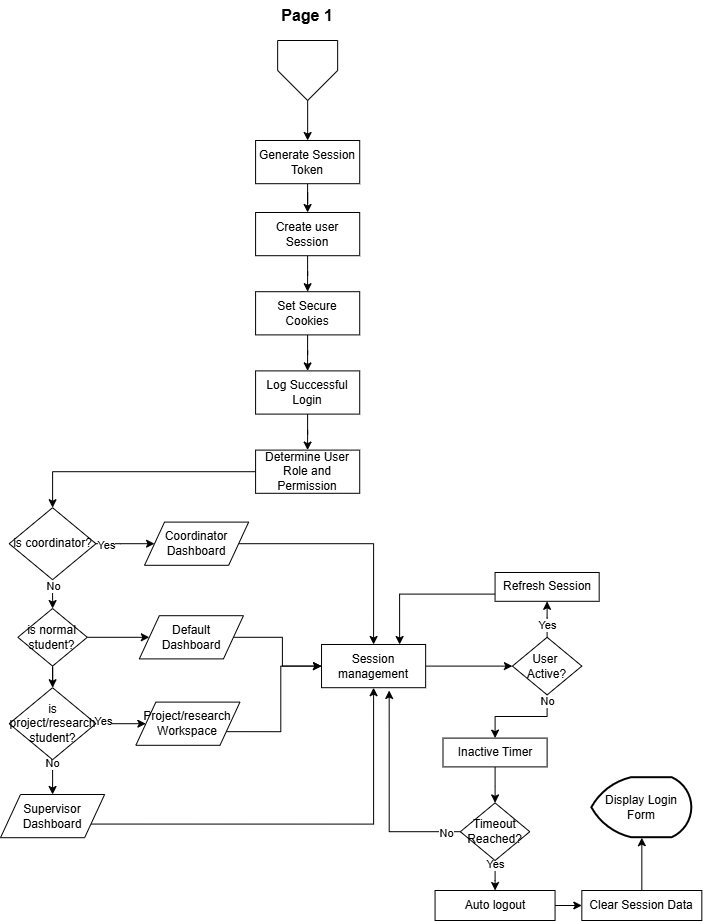 Page 1
Generate Session
Token
Create user
Session
Set Secure
Cookies
Log Successful
Login
Determine User
Role and
Permission
is coordinator?
Yes
Coordinator
Dashboard
No
is normal
student?
Default
Dashboard
is
project/research
student?
Yes
Project/research
Workspace
No
Supervisor
Dashboard
Session
management
Refresh Session
Yes
User
Active?
No
Inactive Timer
Timeout
Reached?
No
Yes
Auto logout
Clear Session Data
Display Login
Form